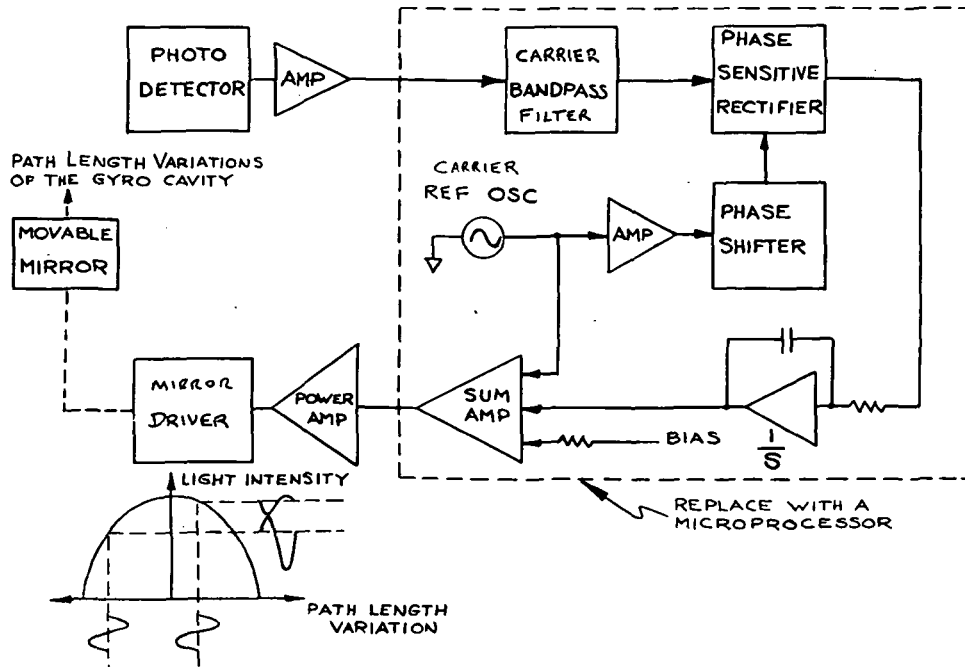 PHOTO
DETECTOR
AMP
CARRIER
BANDPASS
FILTER
PHASE
SENSITIVE
RECTIFIER
PATH LENGTH VARIATIONS
OF THE GYRO CAVITY
MOVABLE
MIRROR
CARRIER
REF OSC
AMP
PHASE
SHIFTER
MIRROR
DRIVER
POWER
AMP
SUM
AMP
BIAS
1
S
LIGHT INTENSITY
REPLACE WITH A
MICROPROCESSOR
PATH LENGTH
VARIATION